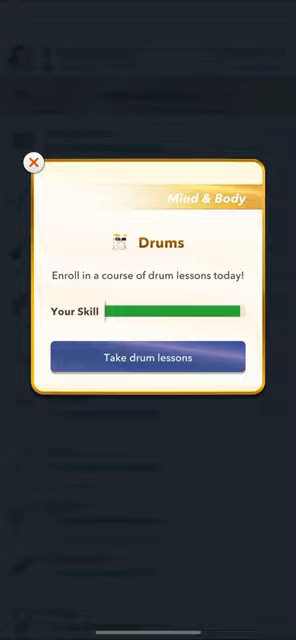 Mind & Body
Drums
Enroll in a course of drum lessons today!
Your Skill
Take drum lessons